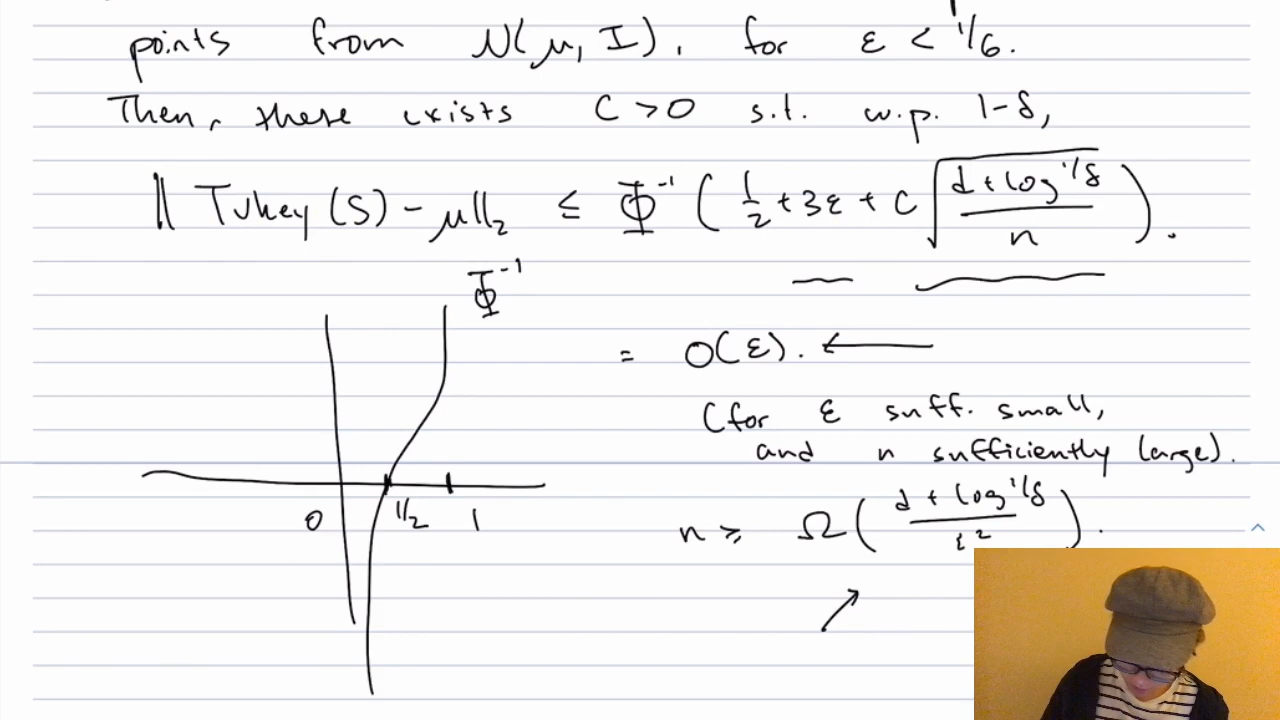 points from N(μ, I), for ε < 1/6.
Then, there exists C > 0 s.t. w.p. 1-δ,
‖Tukey(S) - μ‖₂ ≤ Φ⁻¹(1/2 + 3ε + C√((d + log 1/δ)/n)).
Φ⁻¹
= O(ε). ←
(for ε suff. small,
and n sufficiently large).
0 1/2 1
n ≥ Ω((d + log 1/δ)/ε²).